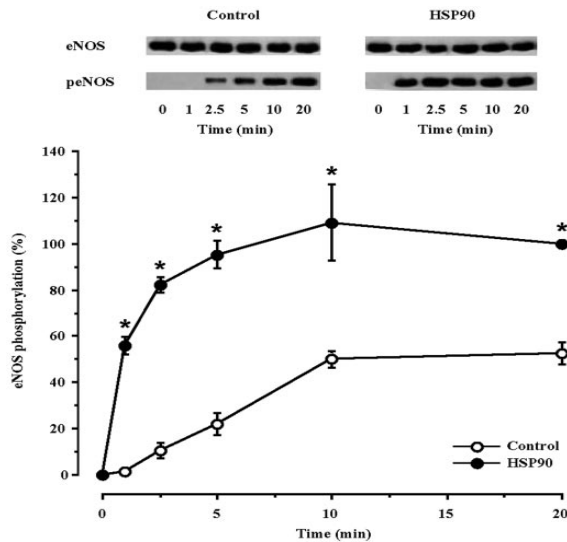 Control HSP90
eNOS
peNOS
0 1 2.5 5 10 20 0 1 2.5 5 10 20
Time (min) Time (min)
140
120
100
80
60
40
20
0
eNOS phosphorylation (%)
* * * * *
Control
HSP90
0 5 10 15 20
Time (min)